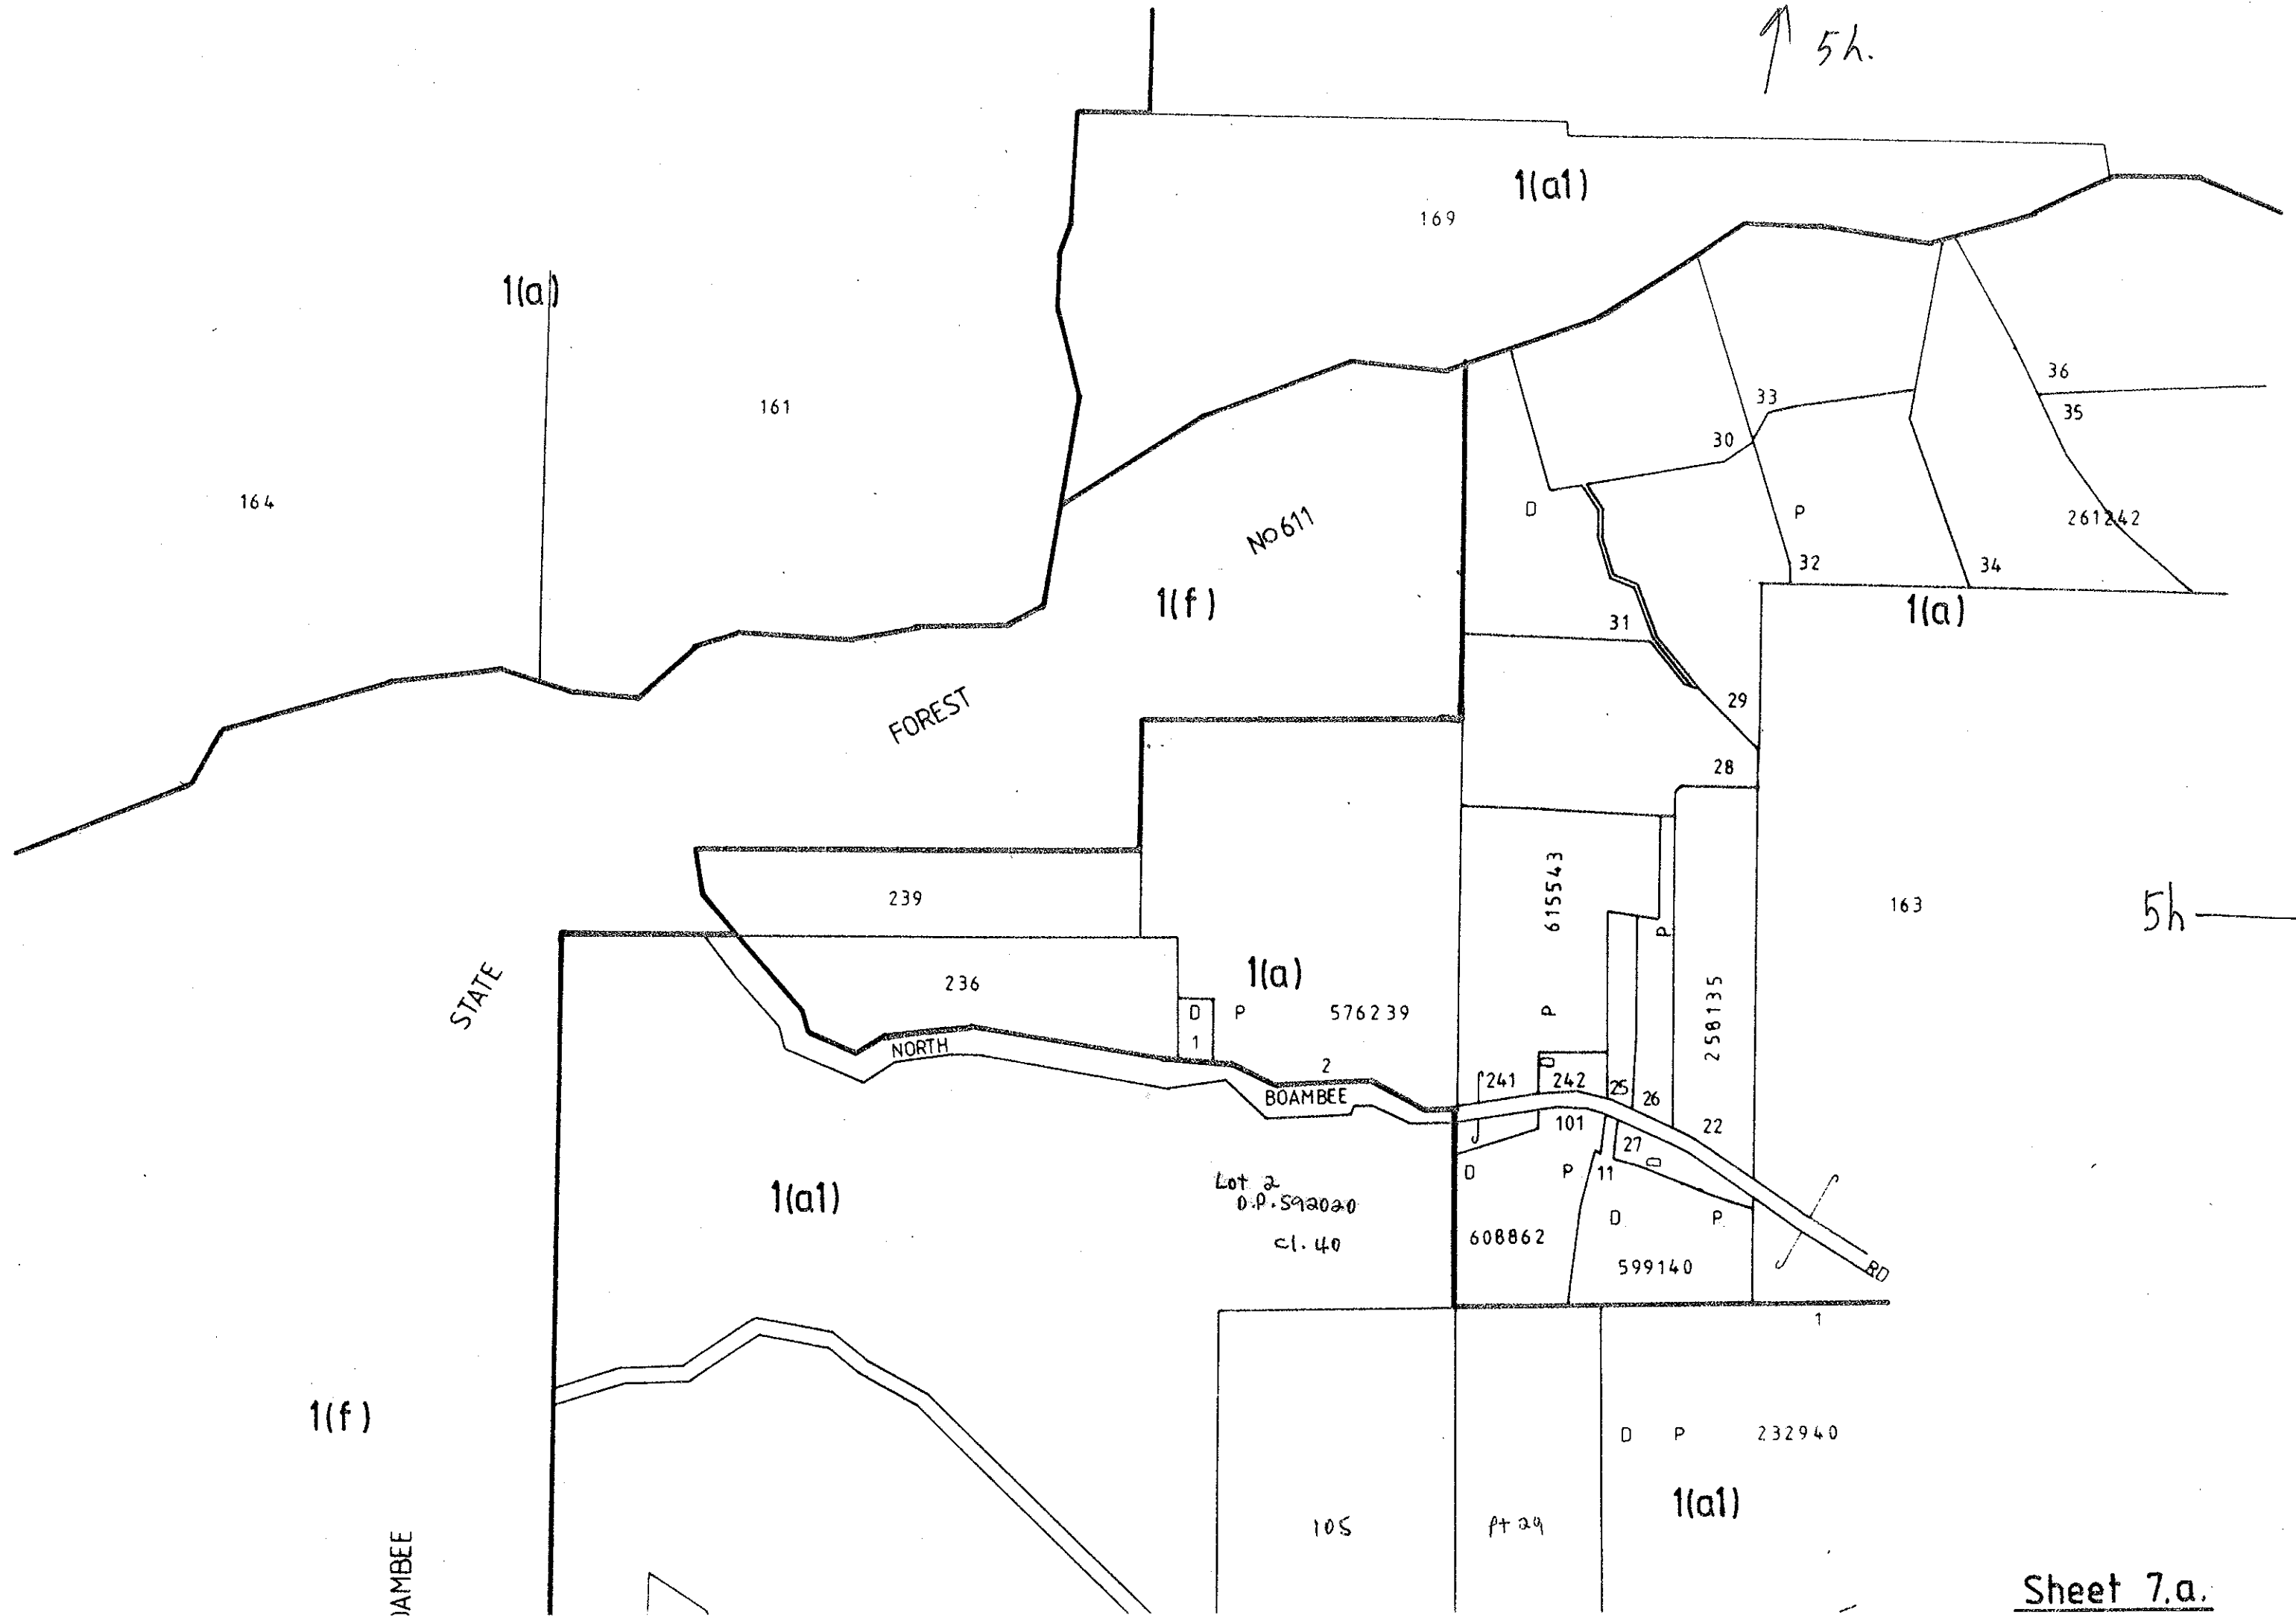 5h.
1(a1)
169
1(a)
161
164
36
33
35
30
No 611
D
P
261242
32
34
1(f)
1(a)
31
29
FOREST
28
239
615543
163
5h
P
STATE
236
1(a)
D
P
576239
P
258135
1
NORTH
2
D
241
242
25
26
BOAMBEE
101
22
27
D
P
11
D
1(a1)
Lot 2
D.P. 592020
cl. 40
D
P
608862
599140
RD
1
1(f)
D P 232940
1(a1)
105
Pt 29
OAMBEE
Sheet 7.a.